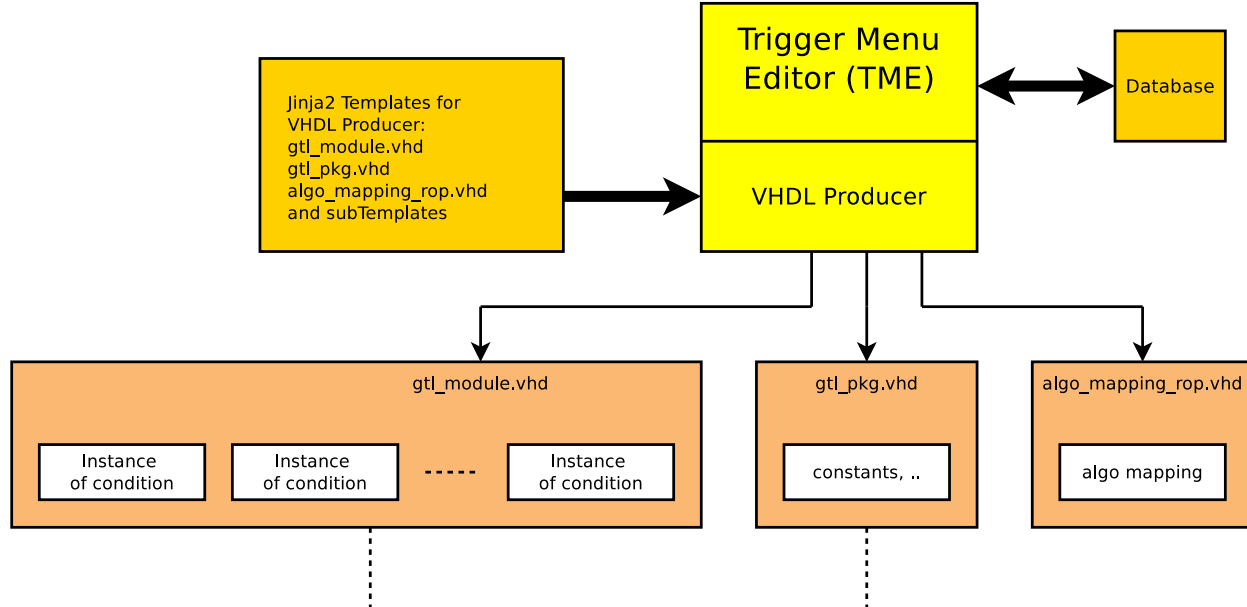 Trigger Menu
Editor (TME)
Database
Jinja2 Templates for
VHDL Producer:
gtl_module.vhd
gtl_pkg.vhd
algo_mapping_rop.vhd
and subTemplates
VHDL Producer
gtl_module.vhd
Instance
of condition
Instance
of condition
Instance
of condition
gtl_pkg.vhd
constants, ..
algo_mapping_rop.vhd
algo mapping